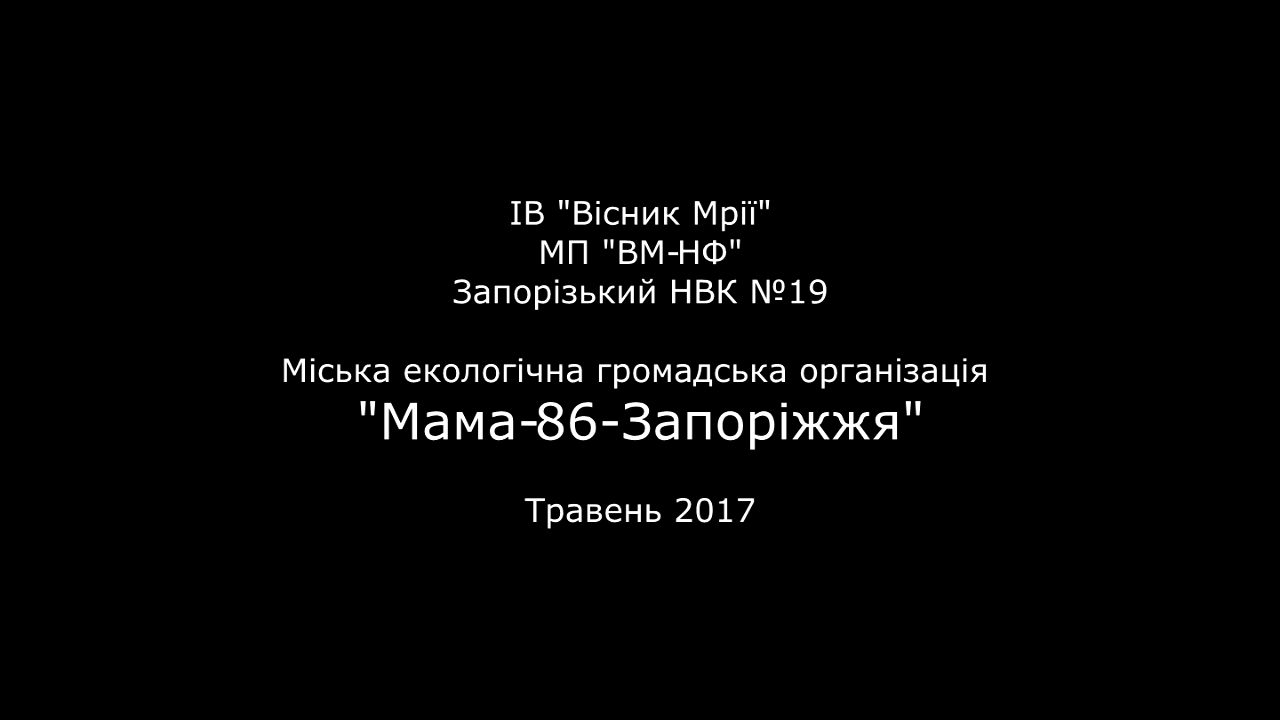 ІВ "Вісник Мрії"
МП "ВМ-НФ"
Запорізький НВК №19
Міська екологічна громадська організація
"Мама-86-Запоріжжя"
Травень 2017